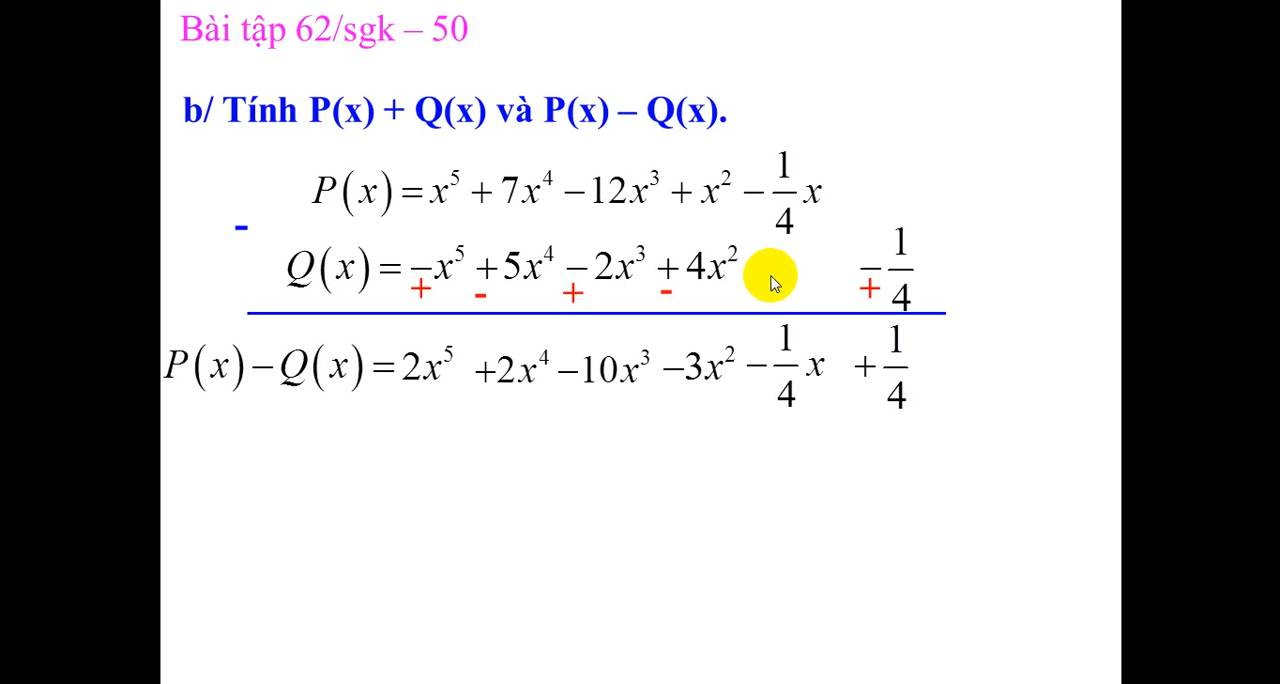 Bài tập 62/sgk – 50
b/ Tính P(x) + Q(x) và P(x) – Q(x).
P(x) = x⁵ + 7x⁴ − 12x³ + x² − 1/4 x
-
Q(x) = −x⁵ + 5x⁴ − 2x³ + 4x² − 1/4
+ - + - +
P(x) − Q(x) = 2x⁵ +2x⁴ −10x³ −3x² − 1/4 x + 1/4